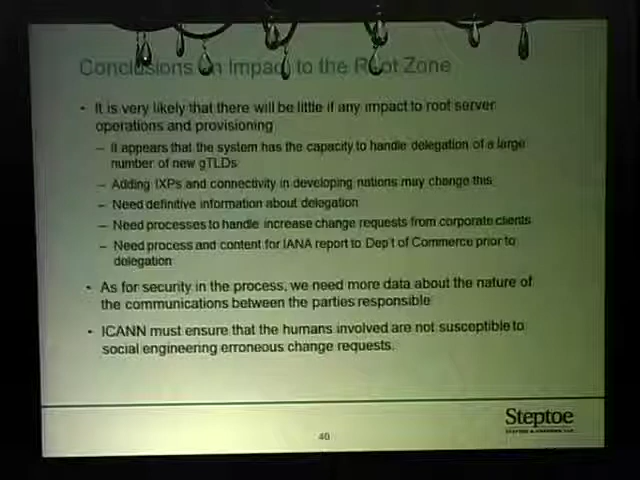 Conclusions on Impact to the Root Zone
• It is very likely that there will be little if any impact to root server
operations and provisioning
– It appears that the system has the capacity to handle delegation of a large
number of new gTLDs
– Adding IXPs and connectivity in developing nations may change this
– Need definitive information about delegation
– Need processes to handle increase change requests from corporate clients
– Need process and content for IANA report to Dep't of Commerce prior to
delegation
• As for security in the process, we need more data about the nature of
the communications between the parties responsible
• ICANN must ensure that the humans involved are not susceptible to
social engineering erroneous change requests.
Steptoe
40